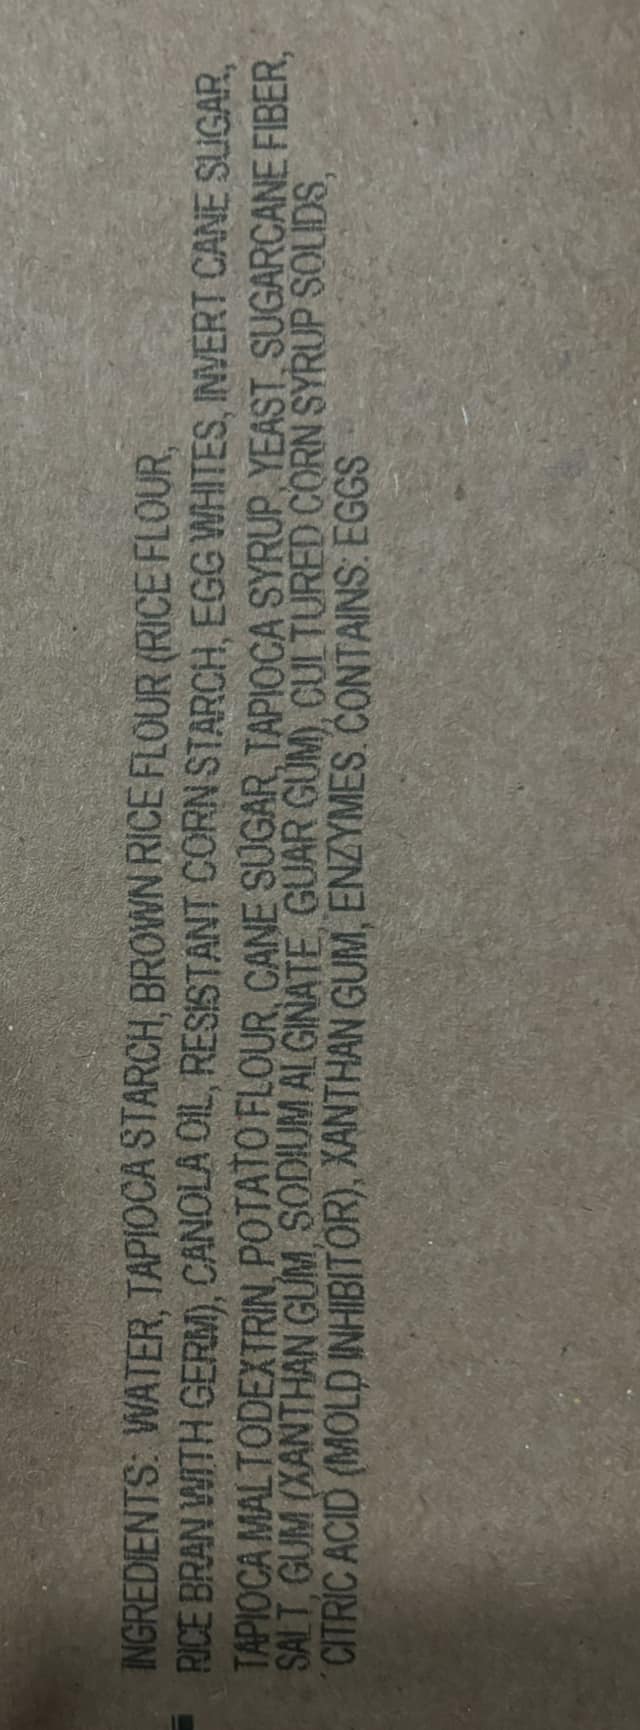 INGREDIENTS: WATER, TAPIOCA STARCH, BROWN RICE FLOUR (RICE FLOUR,
RICE BRAN WITH GERM), CANOLA OIL, RESISTANT CORN STARCH, EGG WHITES, INVERT CANE SUGAR,
TAPIOCA MALTODEXTRIN, POTATO FLOUR, CANE SUGAR, TAPIOCA SYRUP, YEAST, SUGARCANE FIBER,
SALT, GUM (XANTHAN GUM, SODIUM ALGINATE, GUAR GUM), CULTURED CORN SYRUP SOLIDS,
CITRIC ACID (MOLD INHIBITOR), XANTHAN GUM, ENZYMES. CONTAINS: EGGS